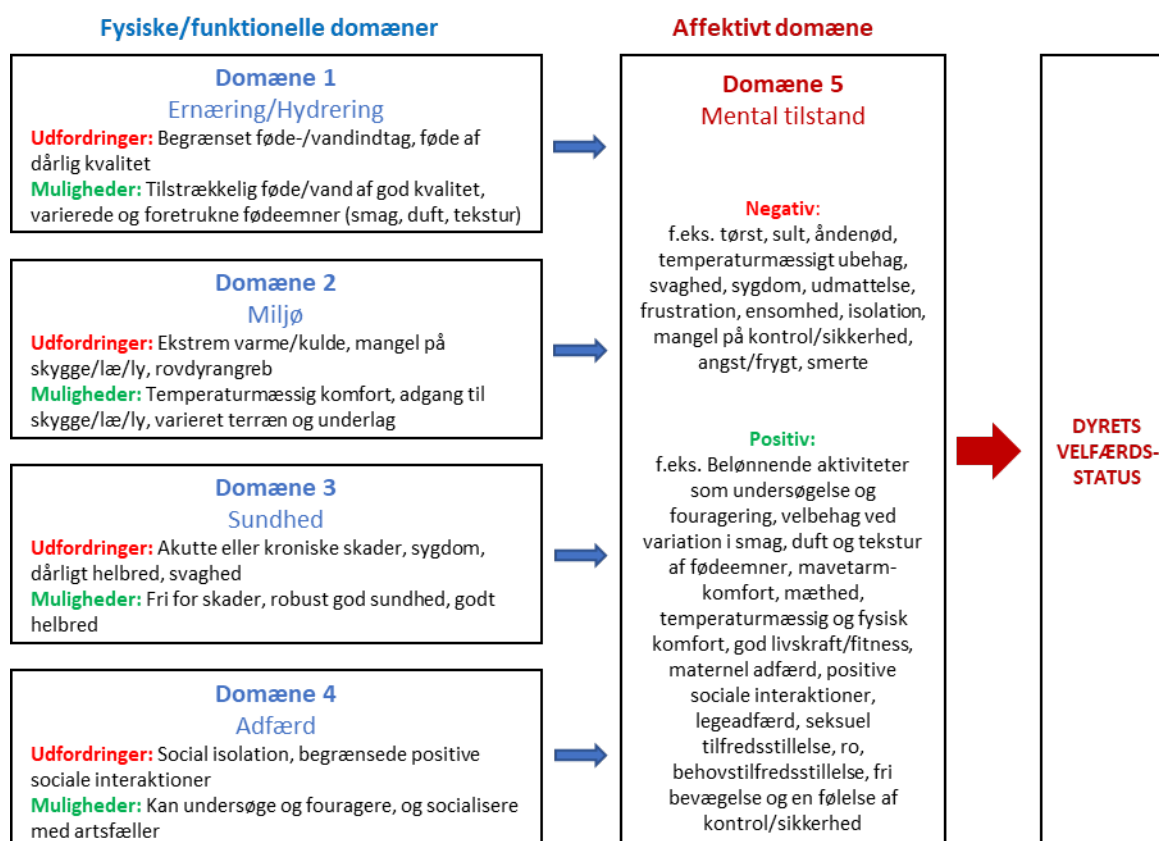 Fysiske/funktionelle domæner
Domæne 1
Ernæring/Hydrering
Udfordringer: Begrænset føde-/vandindtag, føde af
dårlig kvalitet
Muligheder: Tilstrækkelig føde/vand af god kvalitet,
varierede og foretrukne fødeemner (smag, duft, tekstur)
Domæne 2
Miljø
Udfordringer: Ekstrem varme/kulde, mangel på
skygge/læ/ly, rovdyrangreb
Muligheder: Temperaturmæssig komfort, adgang til
skygge/læ/ly, varieret terræn og underlag
Domæne 3
Sundhed
Udfordringer: Akutte eller kroniske skader, sygdom,
dårligt helbred, svaghed
Muligheder: Fri for skader, robust god sundhed, godt
helbred
Domæne 4
Adfærd
Udfordringer: Social isolation, begrænsede positive
sociale interaktioner
Muligheder: Kan undersøge og fouragere, og socialisere
med artsfæller
Affektivt domæne
Domæne 5
Mental tilstand
Negativ:
f.eks. tørst, sult, åndenød,
temperaturmæssigt ubehag,
svaghed, sygdom, udmattelse,
frustration, ensomhed, isolation,
mangel på kontrol/sikkerhed,
angst/frygt, smerte
Positiv:
f.eks. Belønnende aktiviteter
som undersøgelse og
fouragering, velbehag ved
variation i smag, duft og tekstur
af fødeemner, mavetarm-
komfort, mæthed,
temperaturmæssig og fysisk
komfort, god livskraft/fitness,
maternel adfærd, positive
sociale interaktioner,
legeadfærd, seksuel
tilfredsstillelse, ro,
behovstilfredsstillelse, fri
bevægelse og en følelse af
kontrol/sikkerhed
DYRETS
VELFÆRDS-
STATUS